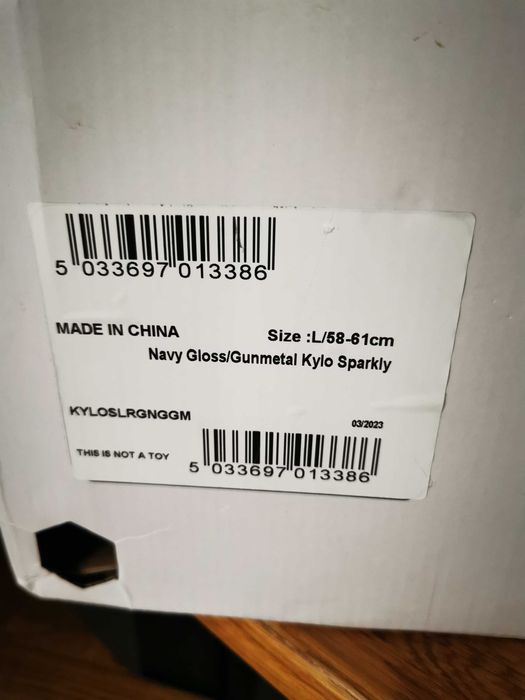 5 033697 013386
MADE IN CHINA
Size :L/58-61cm
Navy Gloss/Gunmetal Kylo Sparkly
KYLOSLRGNGGM
03/2023
THIS IS NOT A TOY
5 033697 013386